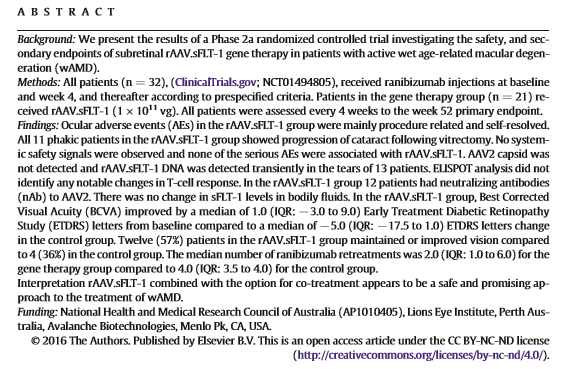 A B S T R A C T
Background: We present the results of a Phase 2a randomized controlled trial investigating the safety, and sec-
ondary endpoints of subretinal rAAV.sFLT-1 gene therapy in patients with active wet age-related macular degen-
eration (wAMD).
Methods: All patients (n = 32), (ClinicalTrials.gov; NCT01494805), received ranibizumab injections at baseline
and week 4, and thereafter according to prespecified criteria. Patients in the gene therapy group (n = 21) re-
ceived rAAV.sFLT-1 (1 × 10¹¹ vg). All patients were assessed every 4 weeks to the week 52 primary endpoint.
Findings: Ocular adverse events (AEs) in the rAAV.sFLT-1 group were mainly procedure related and self-resolved.
All 11 phakic patients in the rAAV.sFLT-1 group showed progression of cataract following vitrectomy. No system-
ic safety signals were observed and none of the serious AEs were associated with rAAV.sFLT-1. AAV2 capsid was
not detected and rAAV.sFLT-1 DNA was detected transiently in the tears of 13 patients. ELISPOT analysis did not
identify any notable changes in T-cell response. In the rAAV.sFLT-1 group 12 patients had neutralizing antibodies
(nAb) to AAV2. There was no change in sFLT-1 levels in bodily fluids. In the rAAV.sFLT-1 group, Best Corrected
Visual Acuity (BCVA) improved by a median of 1.0 (IQR: −3.0 to 9.0) Early Treatment Diabetic Retinopathy
Study (ETDRS) letters from baseline compared to a median of −5.0 (IQR: −17.5 to 1.0) ETDRS letters change
in the control group. Twelve (57%) patients in the rAAV.sFLT-1 group maintained or improved vision compared
to 4 (36%) in the control group. The median number of ranibizumab retreatments was 2.0 (IQR: 1.0 to 6.0) for the
gene therapy group compared to 4.0 (IQR: 3.5 to 4.0) for the control group.
Interpretation rAAV.sFLT-1 combined with the option for co-treatment appears to be a safe and promising ap-
proach to the treatment of wAMD.
Funding: National Health and Medical Research Council of Australia (AP1010405), Lions Eye Institute, Perth Aus-
tralia, Avalanche Biotechnologies, Menlo Pk, CA, USA.
© 2016 The Authors. Published by Elsevier B.V. This is an open access article under the CC BY-NC-ND license
(http://creativecommons.org/licenses/by-nc-nd/4.0/).